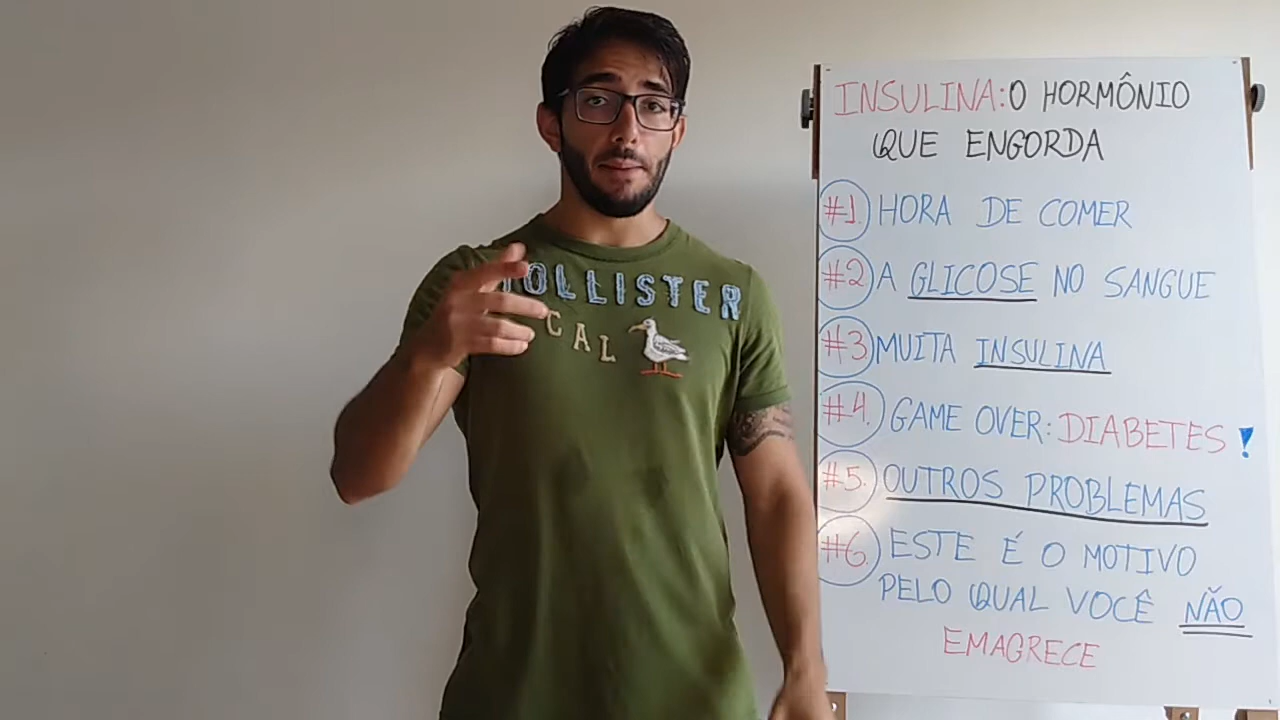 HOLLISTER
CAL
INSULINA: O HORMÔNIO
QUE ENGORDA
#1. HORA DE COMER
#2 A GLICOSE NO SANGUE
#3 MUITA INSULINA
#4. GAME OVER: DIABETES!
#5. OUTROS PROBLEMAS
#6. ESTE É O MOTIVO
PELO QUAL VOCÊ NÃO
EMAGRECE